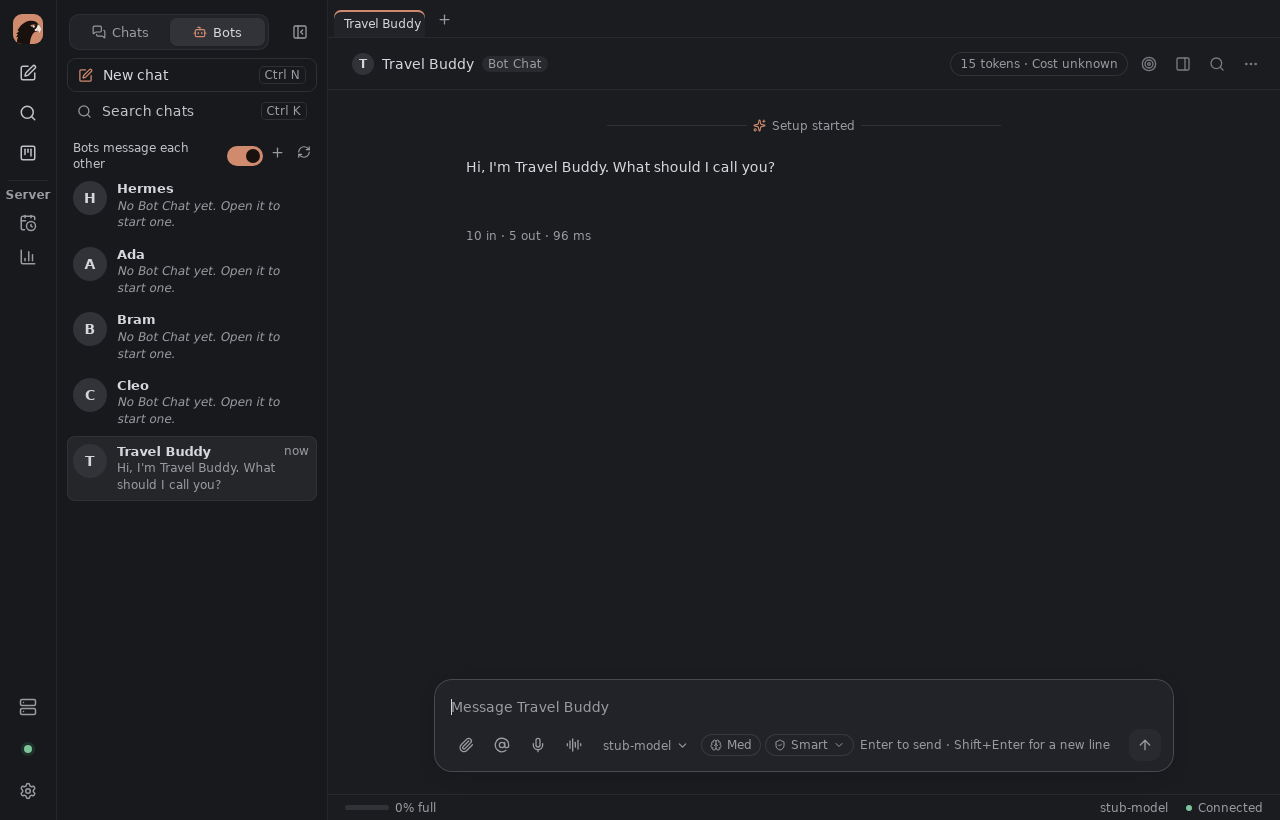 Chats
Bots
New chat
Ctrl N
Search chats
Ctrl K
Bots message each
other
Server
H
Hermes
No Bot Chat yet. Open it to
start one.
A
Ada
No Bot Chat yet. Open it to
start one.
B
Bram
No Bot Chat yet. Open it to
start one.
C
Cleo
No Bot Chat yet. Open it to
start one.
T
Travel Buddy
now
Hi, I'm Travel Buddy. What
should I call you?
Travel Buddy
T
Travel Buddy
Bot Chat
15 tokens · Cost unknown
Setup started
Hi, I'm Travel Buddy. What should I call you?
10 in · 5 out · 96 ms
Message Travel Buddy
stub-model
Med
Smart
Enter to send · Shift+Enter for a new line
0% full
stub-model
Connected